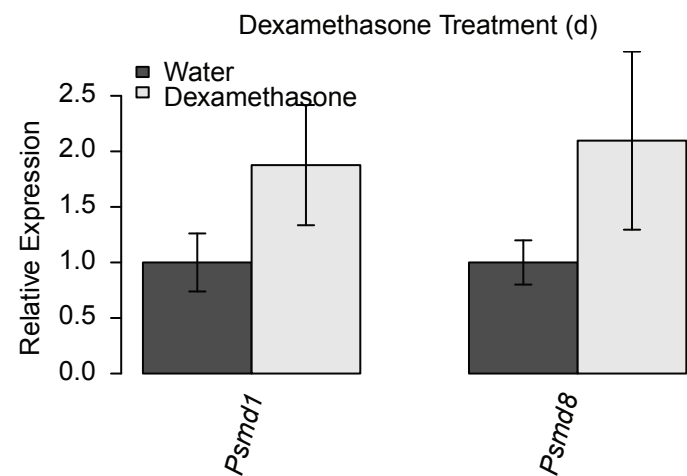 Dexamethasone Treatment (d)
Water
Dexamethasone
Relative Expression
2.5
2.0
1.5
1.0
0.5
0.0
Psmd1
Psmd8